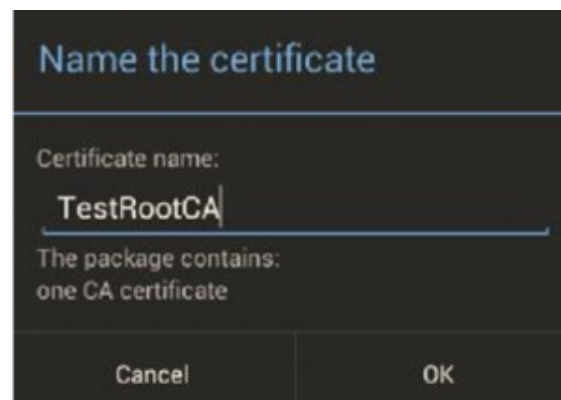 Name the certificate
Certificate name:
TestRootCA
The package contains:
one CA certificate
Cancel OK